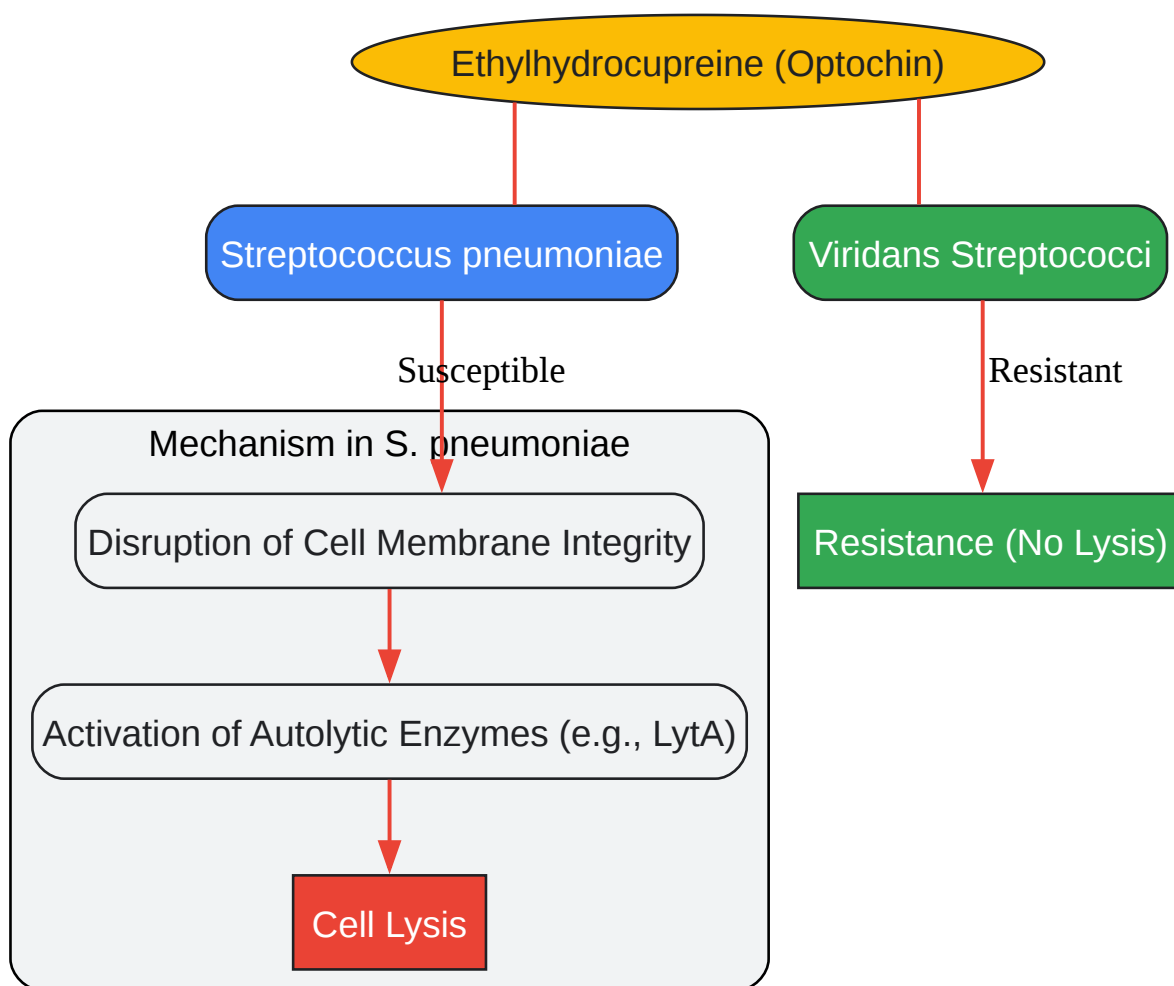 Ethylhydrocupreine (Optochin)
Streptococcus pneumoniae
Viridans Streptococci
Susceptible
Resistant
Mechanism in S. pneumoniae
Disruption of Cell Membrane Integrity
Resistance (No Lysis)
Activation of Autolytic Enzymes (e.g., LytA)
Cell Lysis